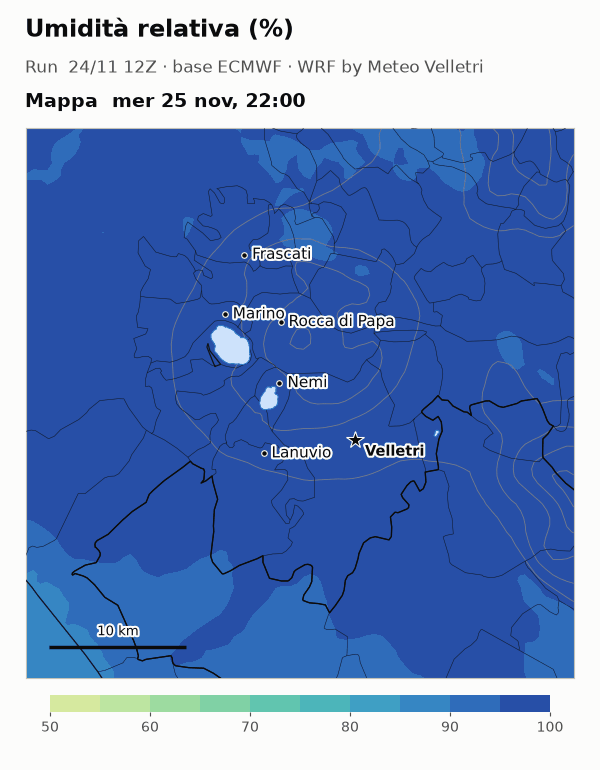 Umidità relativa (%)
Run  24/11 12Z · base ECMWF · WRF by Meteo Velletri
Mappa  mer 25 nov, 22:00
Frascati
Marino
Rocca di Papa
Nemi
Velletri
Lanuvio
10 km
50 60 70 80 90 100